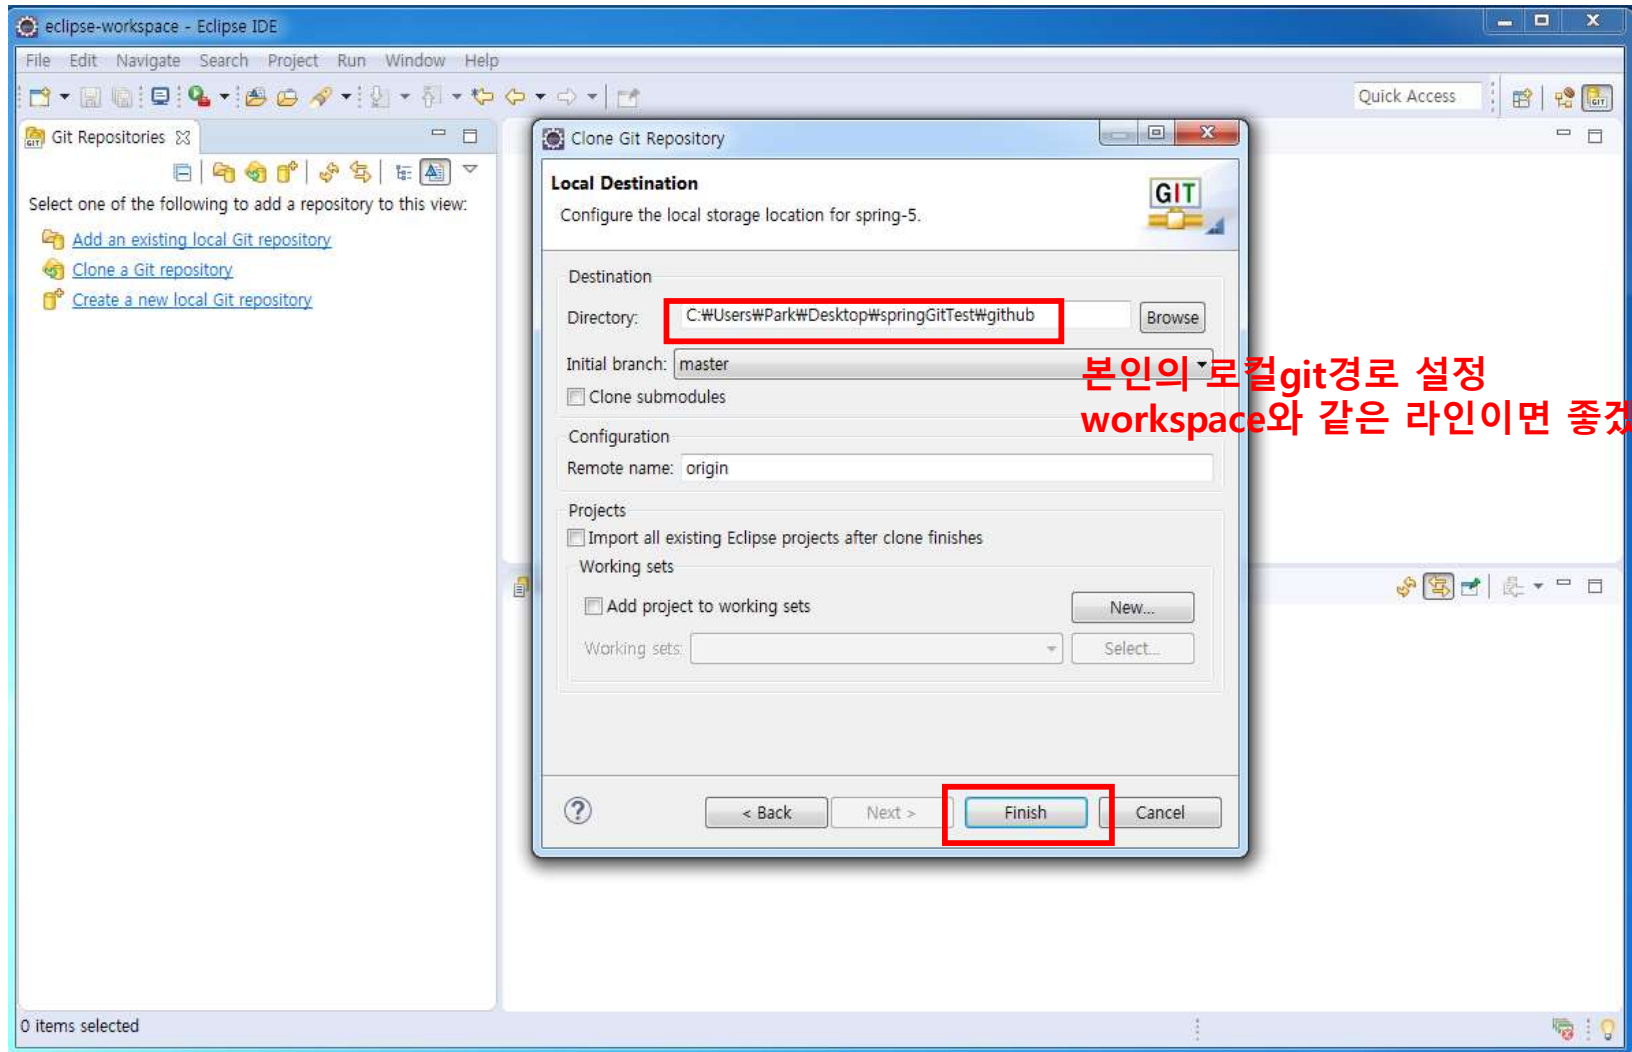 eclipse-workspace - Eclipse IDE
File Edit Navigate Search Project Run Window Help
Quick Access
GIT
Git Repositories
Select one of the following to add a repository to this view:
Add an existing local Git repository
Clone a Git repository
Create a new local Git repository
Clone Git Repository
Local Destination
Configure the local storage location for spring-5.
GIT
Destination
Directory: C:₩Users₩Park₩Desktop₩springGitTest₩github Browse
Initial branch: master
본인의 로컬git경로 설정
Clone submodules
workspace와 같은 라인이면 좋겠
Configuration
Remote name: origin
Projects
Import all existing Eclipse projects after clone finishes
Working sets
Add project to working sets New...
Working sets: Select...
< Back Next > Finish Cancel
0 items selected